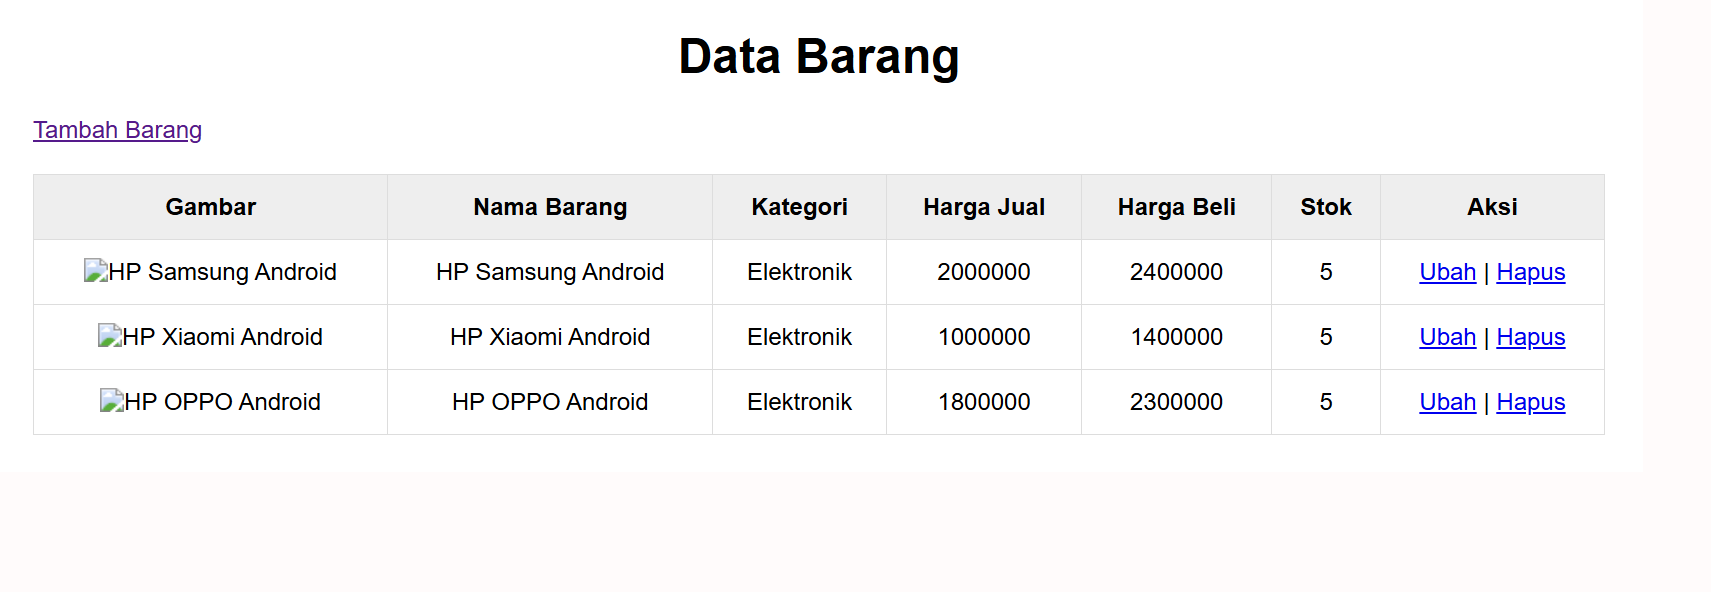 Data Barang
Tambah Barang
Gambar Nama Barang Kategori Harga Jual Harga Beli Stok Aksi
HP Samsung Android HP Samsung Android Elektronik 2000000 2400000 5 Ubah | Hapus
HP Xiaomi Android HP Xiaomi Android Elektronik 1000000 1400000 5 Ubah | Hapus
HP OPPO Android HP OPPO Android Elektronik 1800000 2300000 5 Ubah | Hapus